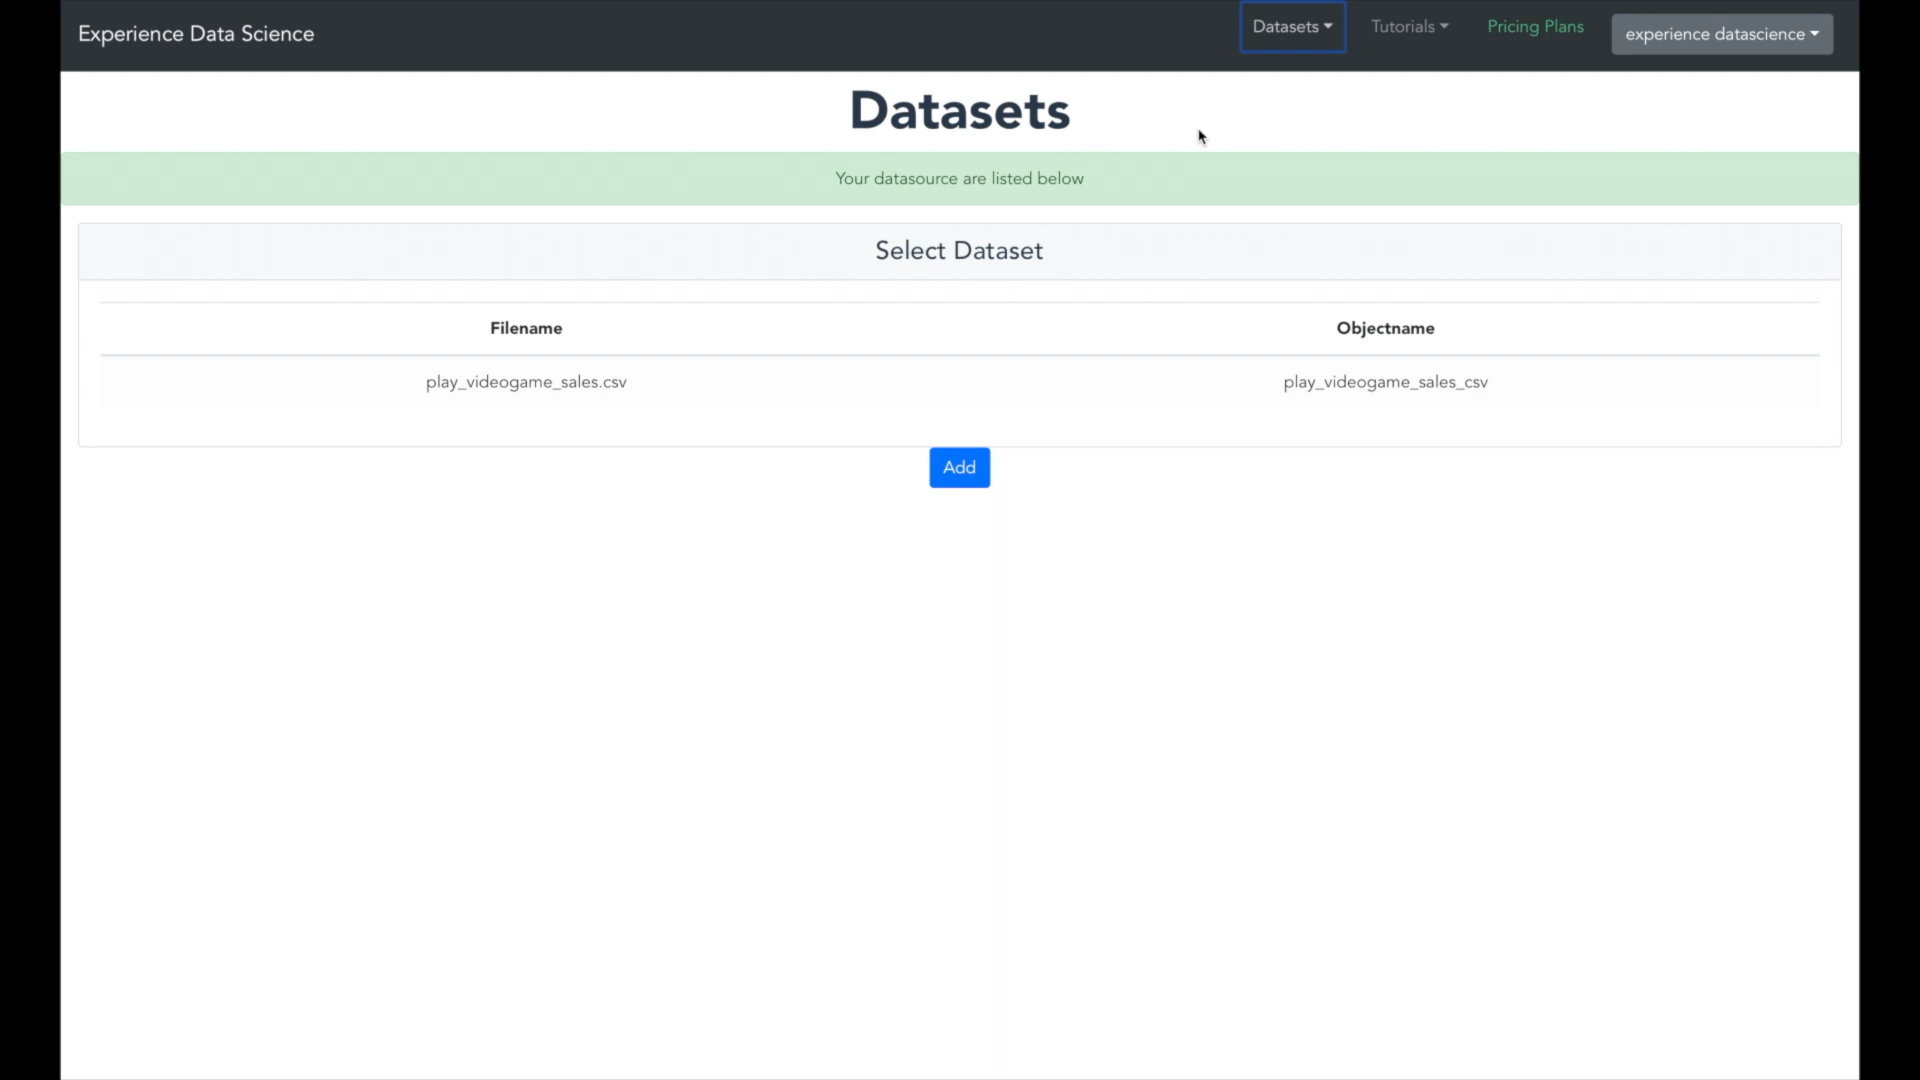 Experience Data Science
Datasets
Tutorials
Pricing Plans
experience datascience
Datasets
Your datasource are listed below
Select Dataset
Filename
Objectname
play_videogame_sales.csv
play_videogame_sales_csv
Add